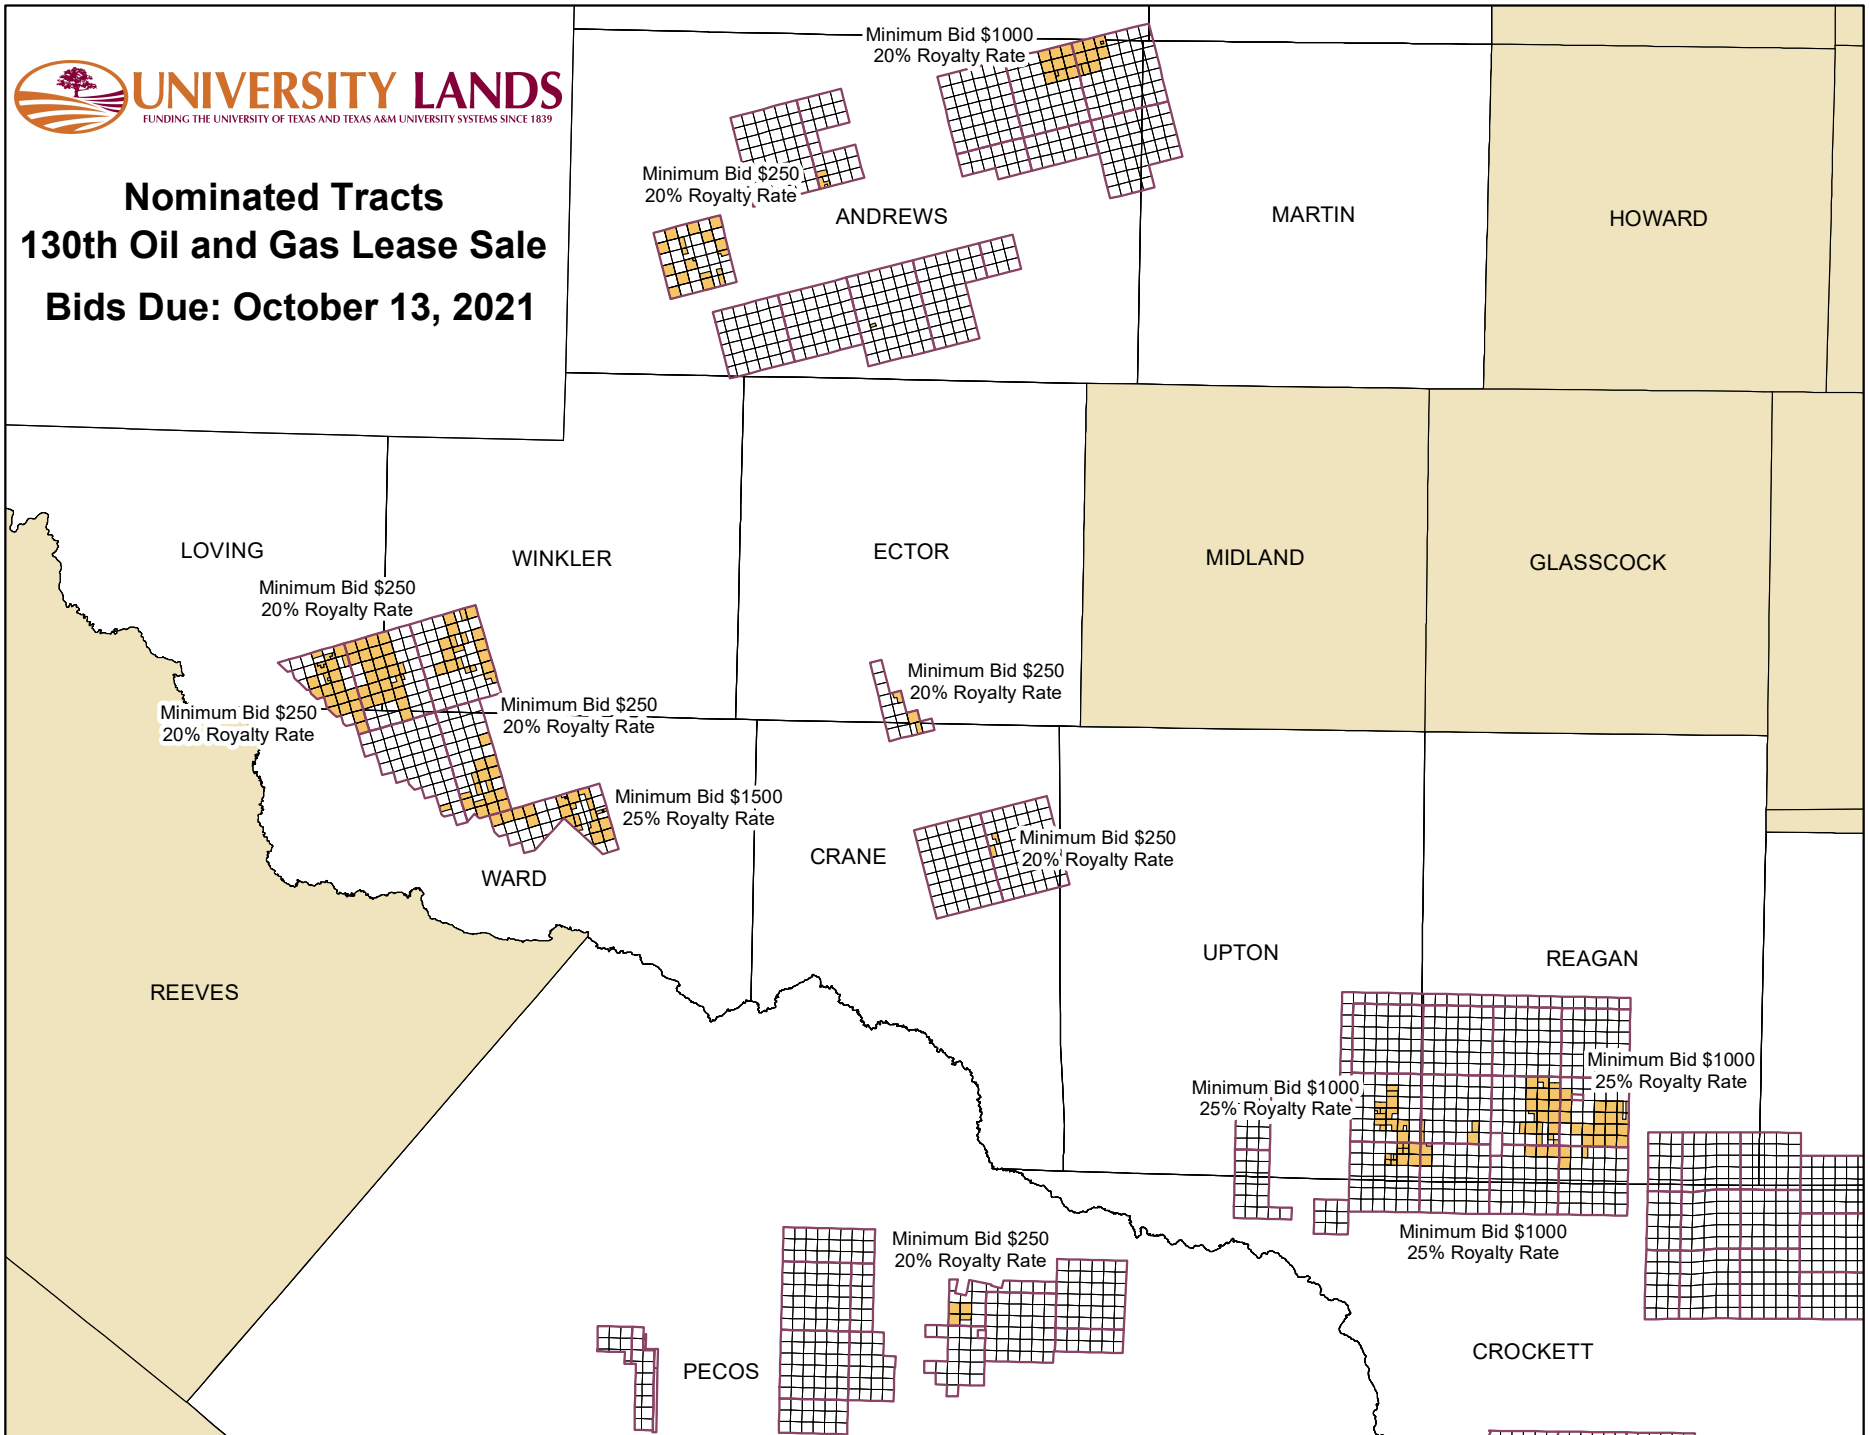 UNIVERSITY LANDS
FUNDING THE UNIVERSITY OF TEXAS AND TEXAS A&M UNIVERSITY SYSTEMS SINCE 1839
Nominated Tracts
130th Oil and Gas Lease Sale
Bids Due: October 13, 2021
Minimum Bid $1000
20% Royalty Rate
Minimum Bid $250
20% Royalty Rate
ANDREWS
MARTIN
HOWARD
LOVING
WINKLER
ECTOR
MIDLAND
GLASSCOCK
Minimum Bid $250
20% Royalty Rate
Minimum Bid $250
20% Royalty Rate
Minimum Bid $250
20% Royalty Rate
Minimum Bid $250
20% Royalty Rate
Minimum Bid $1500
25% Royalty Rate
Minimum Bid $250
20% Royalty Rate
CRANE
WARD
UPTON
REAGAN
REEVES
Minimum Bid $1000
25% Royalty Rate
Minimum Bid $1000
25% Royalty Rate
Minimum Bid $250
20% Royalty Rate
Minimum Bid $1000
25% Royalty Rate
CROCKETT
PECOS